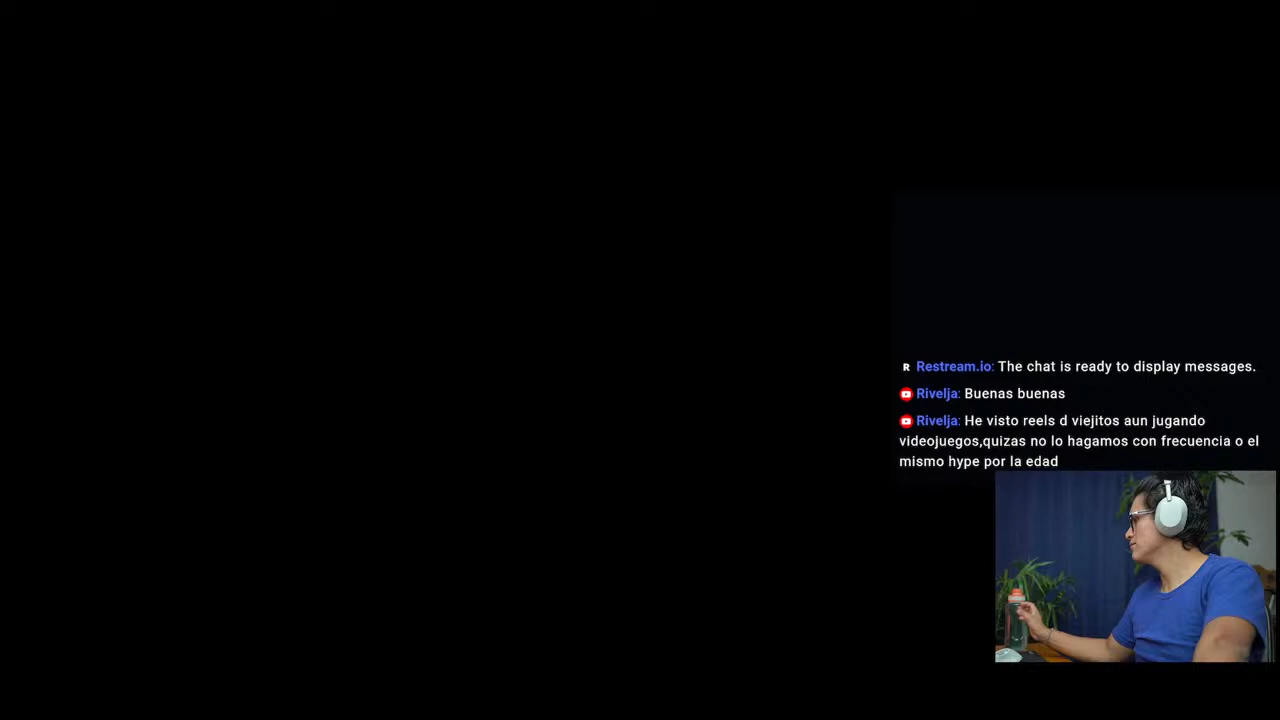 R Restream.io: The chat is ready to display messages.
Rivelja: Buenas buenas
Rivelja: He visto reels d viejitos aun jugando
videojuegos,quizas no lo hagamos con frecuencia o el
mismo hype por la edad